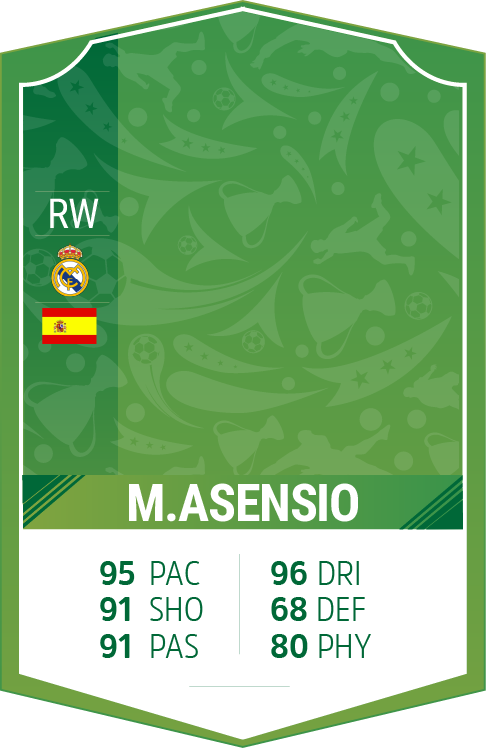 RW
M.ASENSIO
95 PAC
91 SHO
91 PAS
96 DRI
68 DEF
80 PHY